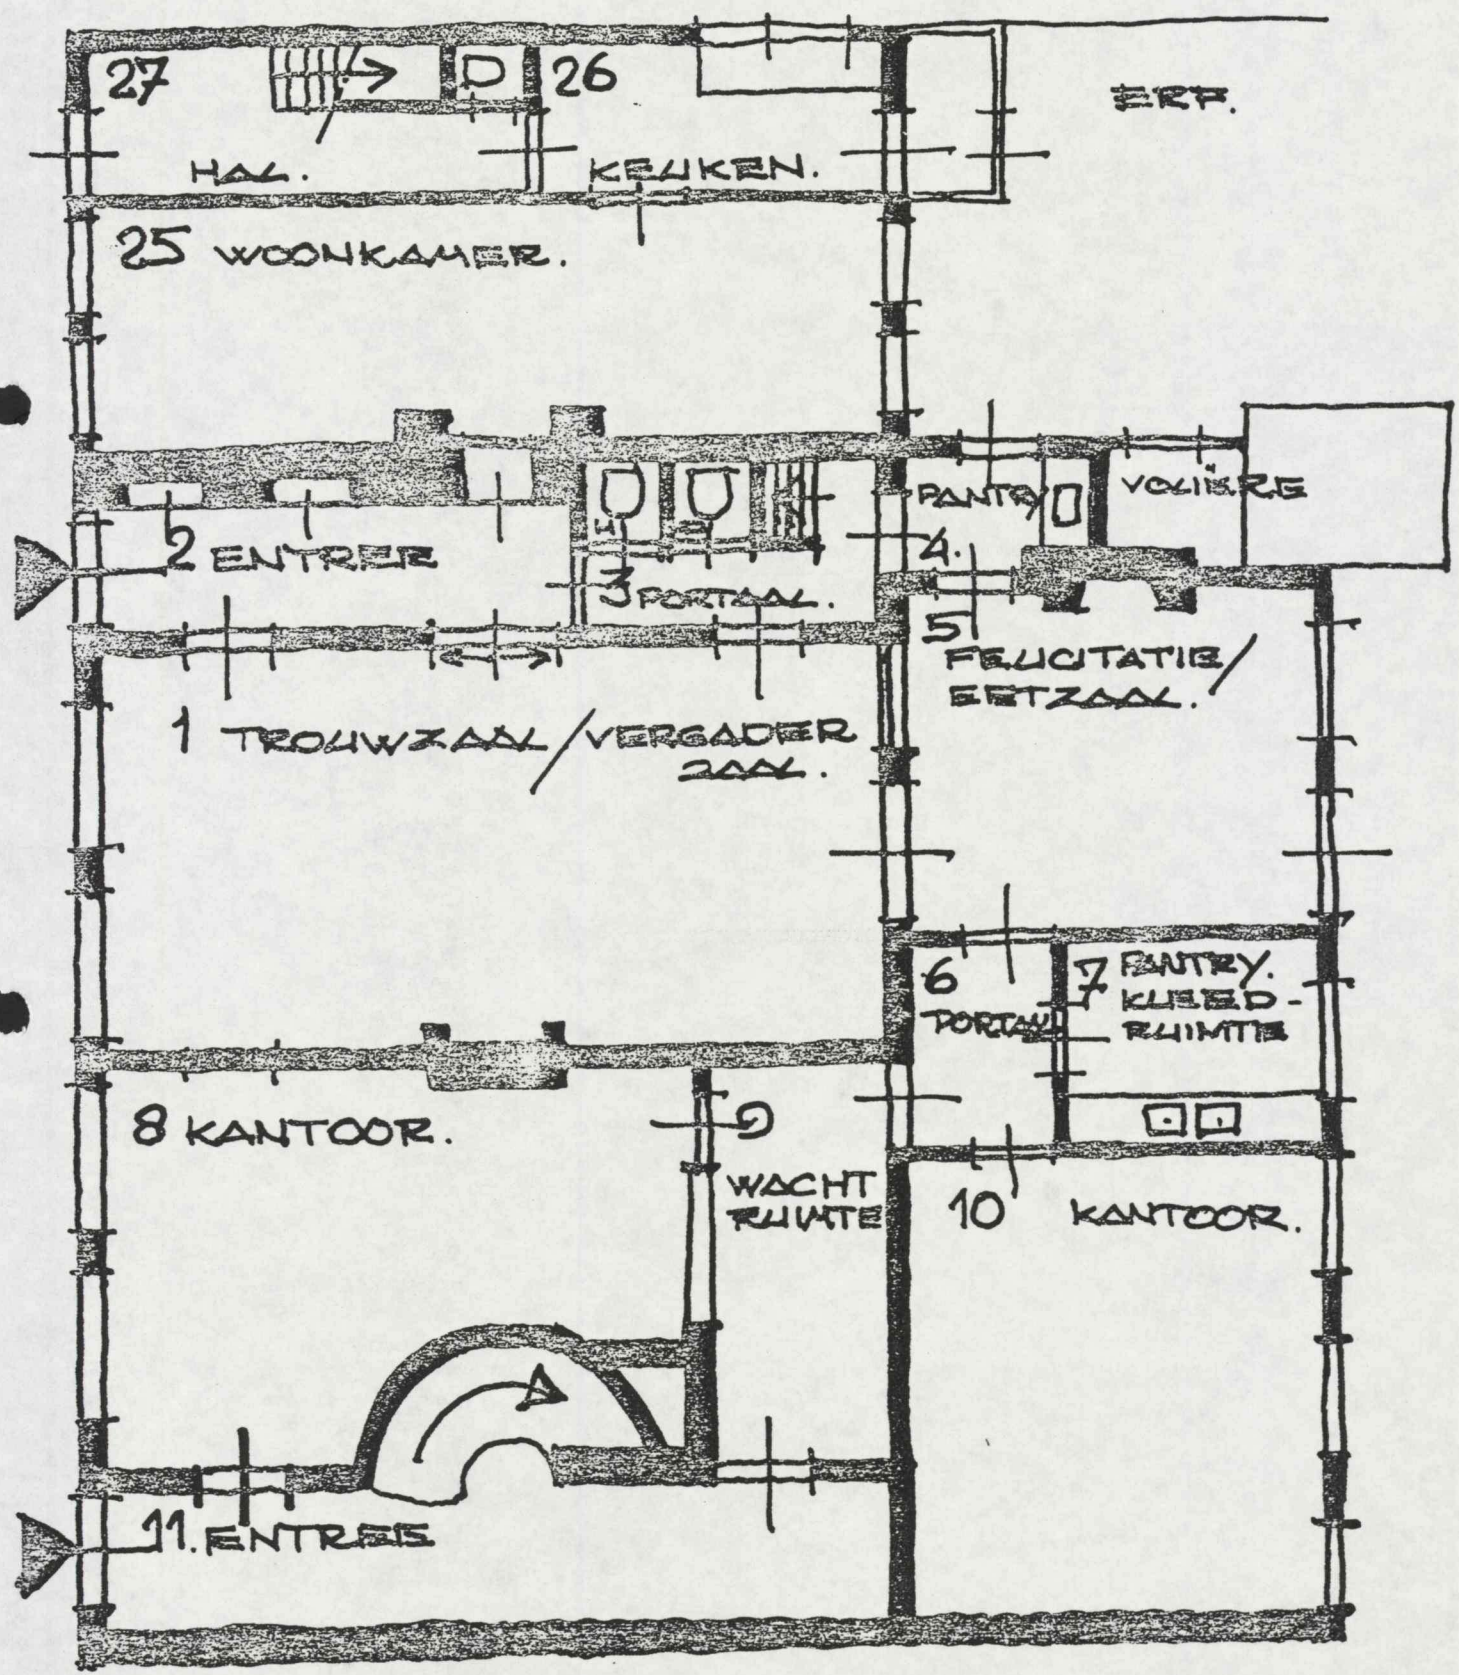 27
26
ERF.
HAL.
KEUKEN.
25 WOONKAMER.
PANTRY
VOLIÈRE
2 ENTREE
H
D
4.
3 PORTAAL.
5
FELICITATIE/
EETZAAL.
1 TROUWZAAL/VERGADER
ZAAL.
6
PORTAAL
7 PANTRY.
KLEED-
RUIMTE
8 KANTOOR.
9
WACHT
RUIMTE
10 KANTOOR.
11. ENTREE